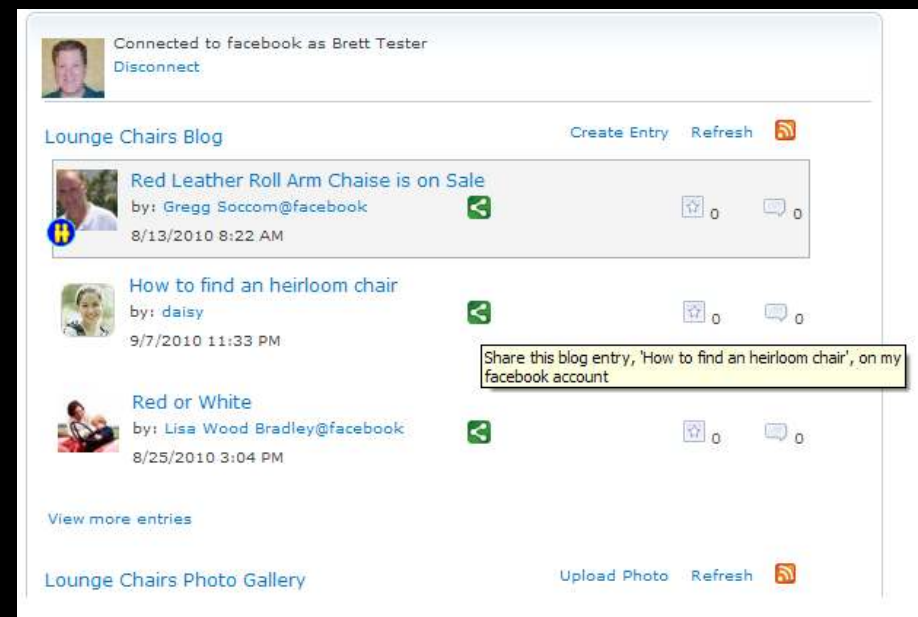 Connected to facebook as Brett Tester
Disconnect
Lounge Chairs Blog Create Entry Refresh
Red Leather Roll Arm Chaise is on Sale
by: Gregg Soccom@facebook 0 0
8/13/2010 8:22 AM
How to find an heirloom chair
by: daisy 0 0
9/7/2010 11:33 PM
Share this blog entry, 'How to find an heirloom chair', on my
facebook account
Red or White
by: Lisa Wood Bradley@facebook 0 0
8/25/2010 3:04 PM
View more entries
Lounge Chairs Photo Gallery Upload Photo Refresh